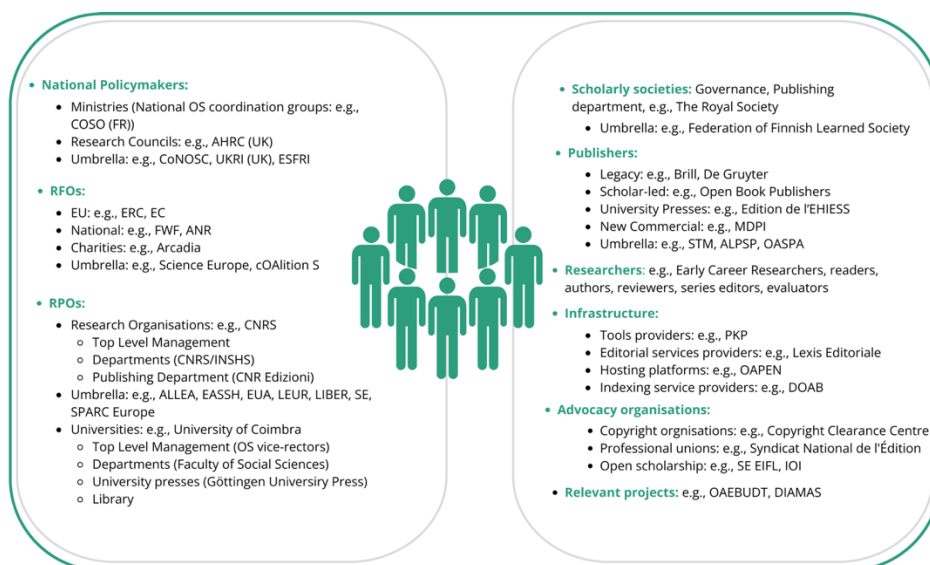 National Policymakers:
Ministries (National OS coordination groups: e.g.,
COSO (FR))
Research Councils: e.g., AHRC (UK)
Umbrella: e.g., CoNOSC, UKRI (UK), ESFRI
RFOs:
EU: e.g., ERC, EC
National: e.g., FWF, ANR
Charities: e.g., Arcadia
Umbrella: e.g., Science Europe, cOAlition S
RPOs:
Research Organisations: e.g., CNRS
Top Level Management
Departments (CNRS/INSHS)
Publishing Department (CNR Edizioni)
Umbrella: e.g., ALLEA, EASSH, EUA, LEUR, LIBER, SE,
SPARC Europe
Universities: e.g., University of Coimbra
Top Level Management (OS vice-rectors)
Departments (Faculty of Social Sciences)
University presses (Göttingen Universiry Press)
Library
Scholarly societies: Governance, Publishing
department, e.g., The Royal Society
Umbrella: e.g., Federation of Finnish Learned Society
Publishers:
Legacy: e.g., Brill, De Gruyter
Scholar-led: e.g., Open Book Publishers
University Presses: e.g., Edition de l'EHIESS
New Commercial: e.g., MDPI
Umbrella: e.g., STM, ALPSP, OASPA
Researchers: e.g., Early Career Researchers, readers,
authors, reviewers, series editors, evaluators
Infrastructure:
Tools providers: e.g., PKP
Editorial services providers: e.g., Lexis Editoriale
Hosting platforms: e.g., OAPEN
Indexing service providers: e.g., DOAB
Advocacy organisations:
Copyright orgnisations: e.g., Copyright Clearance Centre
Professional unions: e.g., Syndicat National de l'Édition
Open scholarship: e.g., SE EIFL, IOI
Relevant projects: e.g., OAEBUDT, DIAMAS